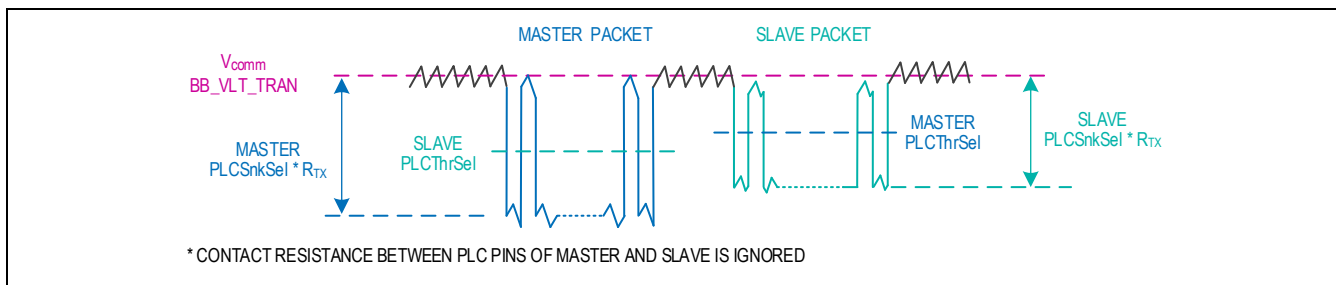 MASTER PACKET
SLAVE PACKET
Vcomm
BB_VLT_TRAN
MASTER
PLCSnkSel * RTX
SLAVE
PLCThrSel
MASTER
PLCThrSel
SLAVE
PLCSnkSel * RTX
* CONTACT RESISTANCE BETWEEN PLC PINS OF MASTER AND SLAVE IS IGNORED